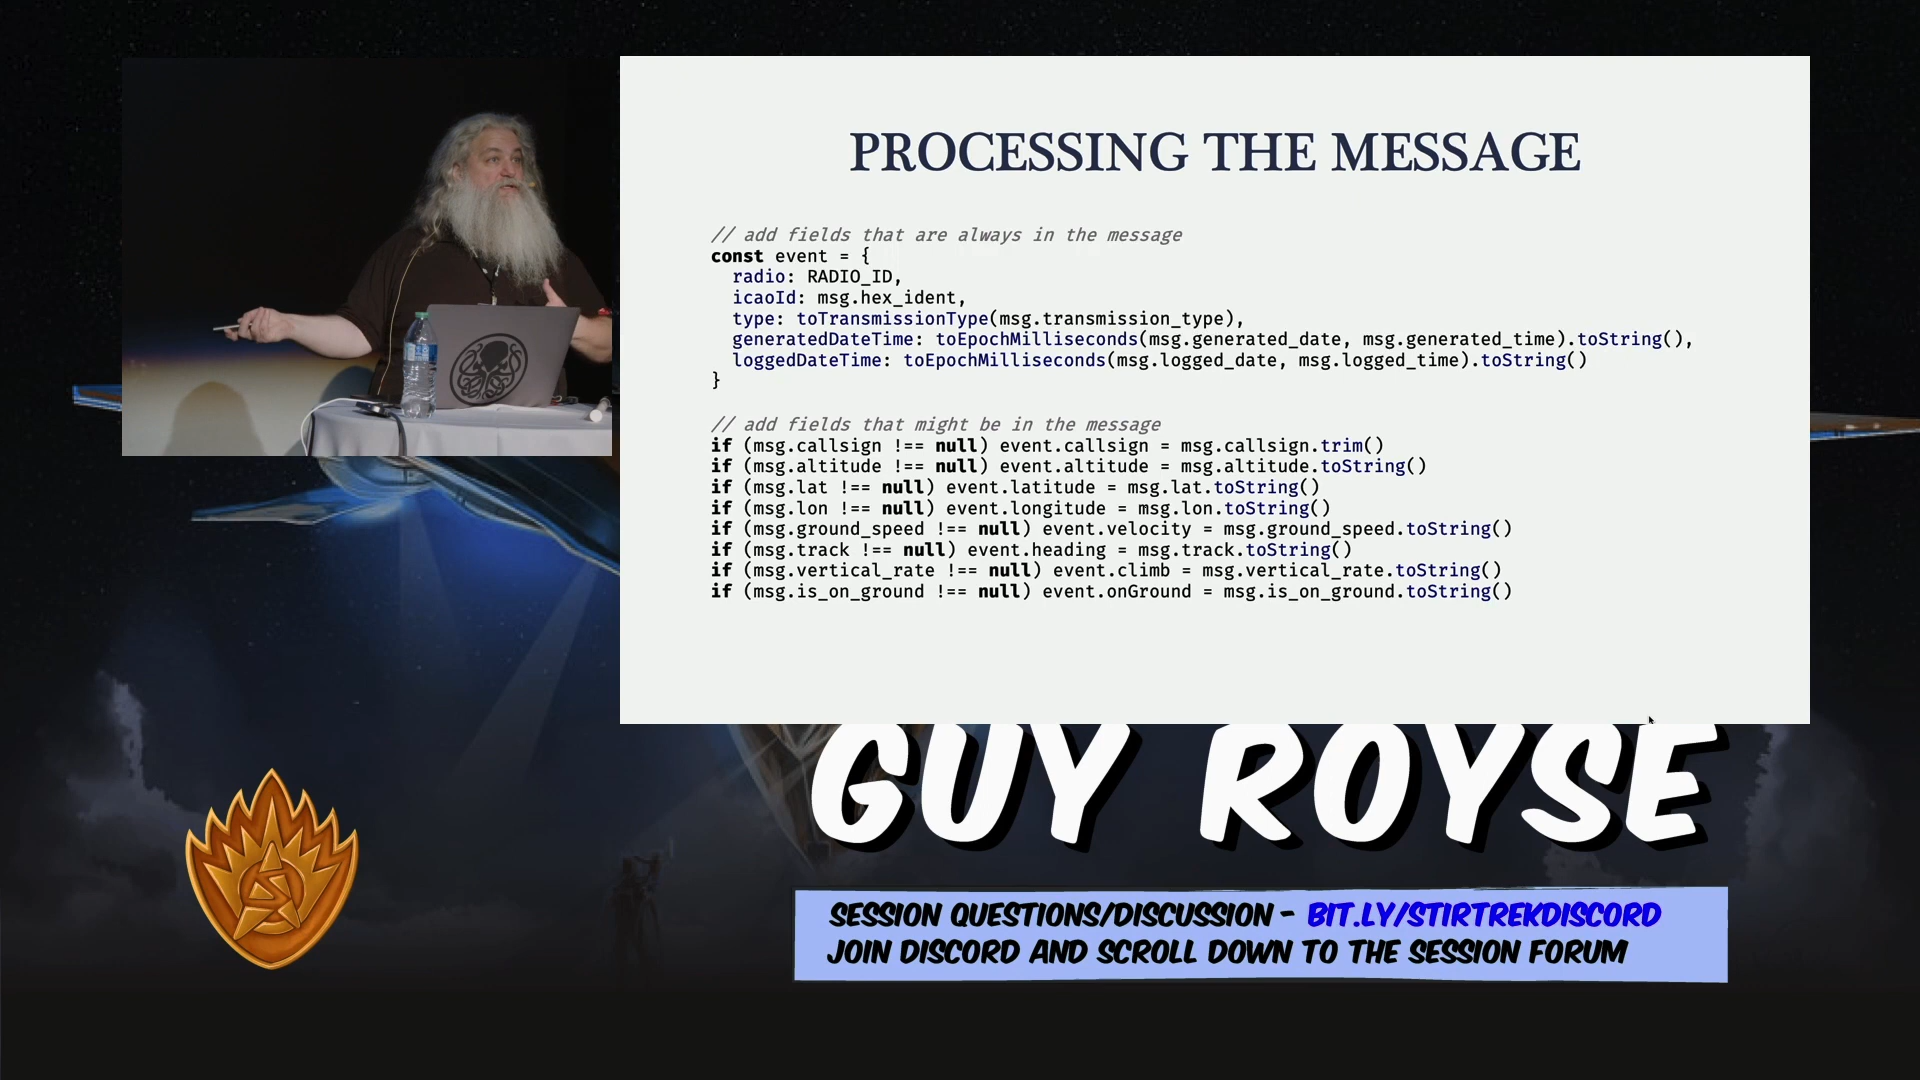 PROCESSING THE MESSAGE
// add fields that are always in the message
const event = {
  radio: RADIO_ID,
  icaoId: msg.hex_ident,
  type: toTransmissionType(msg.transmission_type),
  generatedDateTime: toEpochMilliseconds(msg.generated_date, msg.generated_time).toString(),
  loggedDateTime: toEpochMilliseconds(msg.logged_date, msg.logged_time).toString()
}
// add fields that might be in the message
if (msg.callsign !== null) event.callsign = msg.callsign.trim()
if (msg.altitude !== null) event.altitude = msg.altitude.toString()
if (msg.lat !== null) event.latitude = msg.lat.toString()
if (msg.lon !== null) event.longitude = msg.lon.toString()
if (msg.ground_speed !== null) event.velocity = msg.ground_speed.toString()
if (msg.track !== null) event.heading = msg.track.toString()
if (msg.vertical_rate !== null) event.climb = msg.vertical_rate.toString()
if (msg.is_on_ground !== null) event.onGround = msg.is_on_ground.toString()
GUY ROYSE
SESSION QUESTIONS/DISCUSSION - BIT.LY/STIRTREKDISCORD
JOIN DISCORD AND SCROLL DOWN TO THE SESSION FORUM